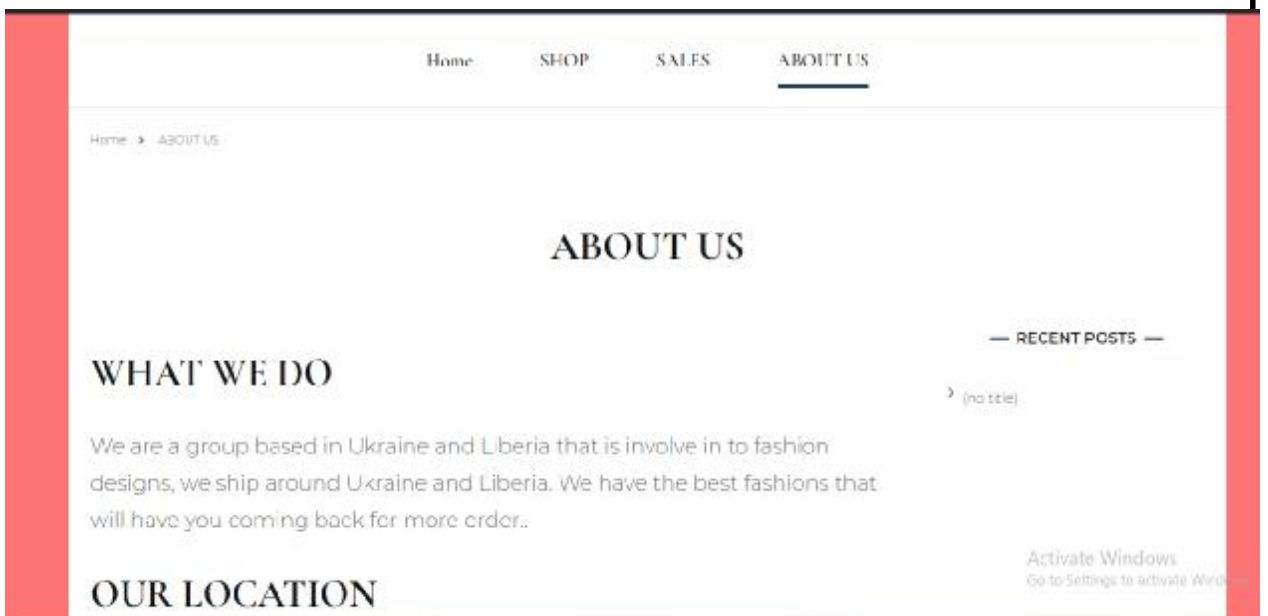 Home SHOP SALES ABOUT US
Home > ABOUT US
ABOUT US
WHAT WE DO
We are a group based in Ukraine and Liberia that is involve in to fashion
designs, we ship around Ukraine and Liberia. We have the best fashions that
will have you coming back for more order..
OUR LOCATION
— RECENT POSTS —
> (no title)
Activate Windows
Go to Settings to activate Windows